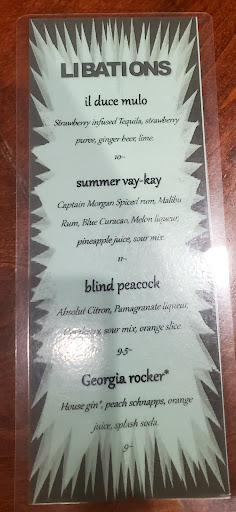 LIBATIONS
il duce mulo
Strawberry infused Tequila, strawberry
puree, ginger-beer, lime.
10~
summer vay-kay
Captain Morgan Spiced rum, Malibu
Rum, Blue Curacao, Melon liqueur,
pineapple juice, sour mix.
11~
blind peacock
Absolut Citron, Pamagranate liqueur,
sour mix, orange slice
9.5~
Georgia rocker*
House gin*, peach schnapps, orange
juice, splash soda
9~